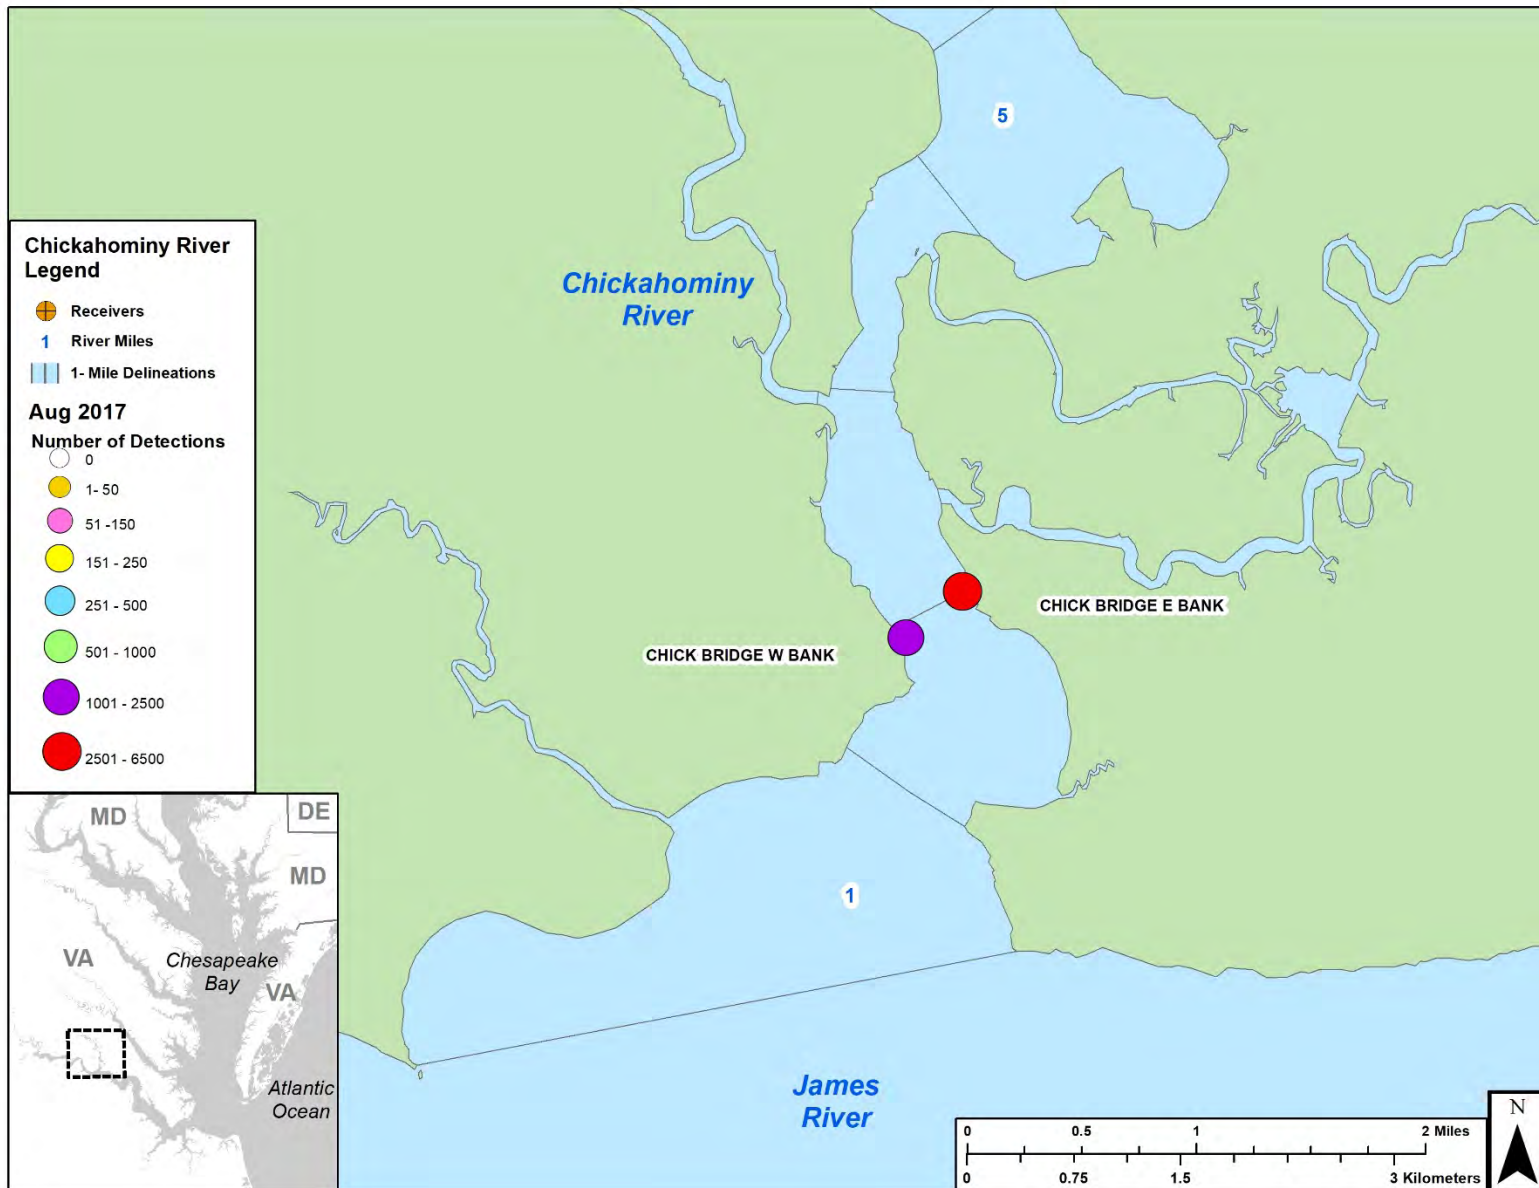 5
Chickahominy
River
Chickahominy River
Legend
Receivers
1 River Miles
1- Mile Delineations
Aug 2017
Number of Detections
0
1- 50
51 -150
151 - 250
251 - 500
501 - 1000
1001 - 2500
2501 - 6500
CHICK BRIDGE E BANK
CHICK BRIDGE W BANK
1
MD
DE
MD
VA
Chesapeake
Bay
VA
Atlantic
Ocean
James
River
0 0.5 1 2 Miles
0 0.75 1.5 3 Kilometers
N